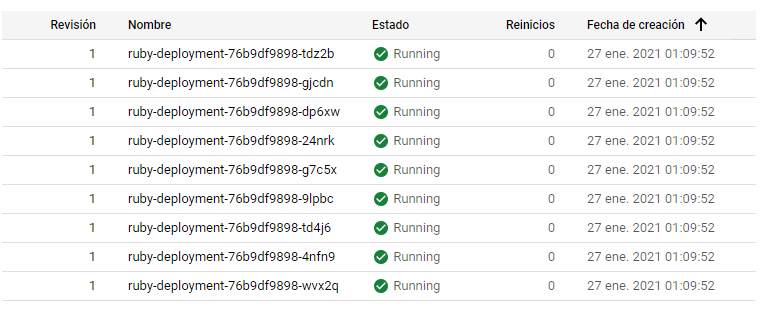 Revisión Nombre Estado Reinicios Fecha de creación
1 ruby-deployment-76b9df9898-tdz2b Running 0 27 ene. 2021 01:09:52
1 ruby-deployment-76b9df9898-gjcdn Running 0 27 ene. 2021 01:09:52
1 ruby-deployment-76b9df9898-dp6xw Running 0 27 ene. 2021 01:09:52
1 ruby-deployment-76b9df9898-24nrk Running 0 27 ene. 2021 01:09:52
1 ruby-deployment-76b9df9898-g7c5x Running 0 27 ene. 2021 01:09:52
1 ruby-deployment-76b9df9898-9lpbc Running 0 27 ene. 2021 01:09:52
1 ruby-deployment-76b9df9898-td4j6 Running 0 27 ene. 2021 01:09:52
1 ruby-deployment-76b9df9898-4nfn9 Running 0 27 ene. 2021 01:09:52
1 ruby-deployment-76b9df9898-wvx2q Running 0 27 ene. 2021 01:09:52